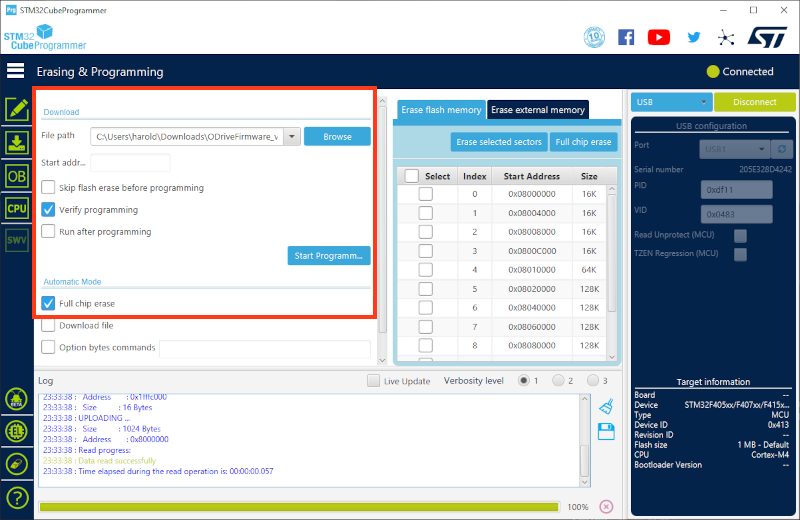 STM32CubeProgrammer
STM32
CubeProgrammer
Erasing & Programming
Connected
Download
File path C:\Users\harold\Downloads\ODriveFirmware_v Browse
Start addr...
Skip flash erase before programming
Verify programming
Run after programming
Start Programm...
Automatic Mode
Full chip erase
Download file
Option bytes commands
OB
CPU
SWV
Erase flash memory Erase external memory
Erase selected sectors Full chip erase
Select Index Start Address Size
0 0x08000000 16K
1 0x08004000 16K
2 0x08008000 16K
3 0x0800C000 16K
4 0x08010000 64K
5 0x08020000 128K
6 0x08040000 128K
7 0x08060000 128K
8 0x08080000 128K
USB Disconnect
USB configuration
Port USB1
Serial number 205E328D4242
PID 0xdf11
VID 0x0483
Read Unprotect (MCU)
TZEN Regression (MCU)
Log Live Update Verbosity level 1 2 3
23:33:38 : Address : 0x1fffc000
23:33:38 : Size : 16 Bytes
23:33:38 : UPLOADING ...
23:33:38 : Size : 1024 Bytes
23:33:38 : Address : 0x8000000
23:33:38 : Read progress:
23:33:38 : Data read successfully
23:33:38 : Time elapsed during the read operation is: 00:00:00.057
100%
Target information
Board --
Device STM32F405xx/F407xx/F415x...
Type MCU
Device ID 0x413
Revision ID --
Flash size 1 MB - Default
CPU Cortex-M4
Bootloader Version --